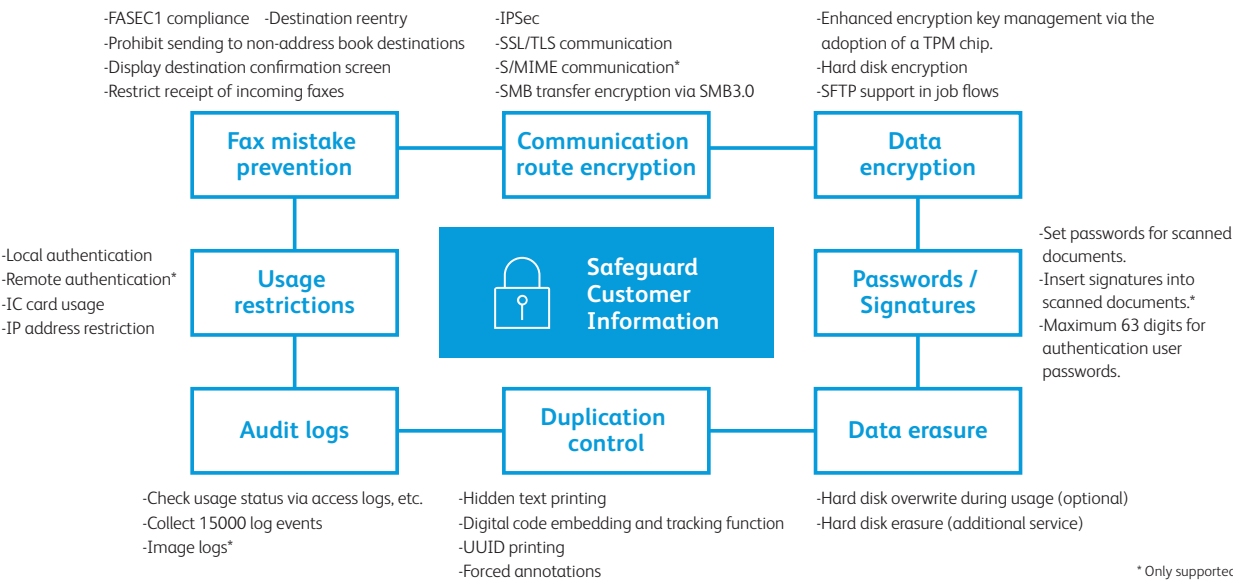 -FASEC1 compliance -Destination reentry
-Prohibit sending to non-address book destinations
-Display destination confirmation screen
-Restrict receipt of incoming faxes
-IPSec
-SSL/TLS communication
-S/MIME communication*
-SMB transfer encryption via SMB3.0
-Enhanced encryption key management via the
adoption of a TPM chip.
-Hard disk encryption
-SFTP support in job flows
Fax mistake
prevention
Communication
route encryption
Data
encryption
-Local authentication
-Remote authentication*
-IC card usage
-IP address restriction
Usage
restrictions
Safeguard
Customer
Information
Passwords /
Signatures
-Set passwords for scanned
documents.
-Insert signatures into
scanned documents.*
-Maximum 63 digits for
authentication user
passwords.
Audit logs
Duplication
control
Data erasure
-Check usage status via access logs, etc.
-Collect 15000 log events
-Image logs*
-Hidden text printing
-Digital code embedding and tracking function
-UUID printing
-Forced annotations
-Hard disk overwrite during usage (optional)
-Hard disk erasure (additional service)
* Only supported